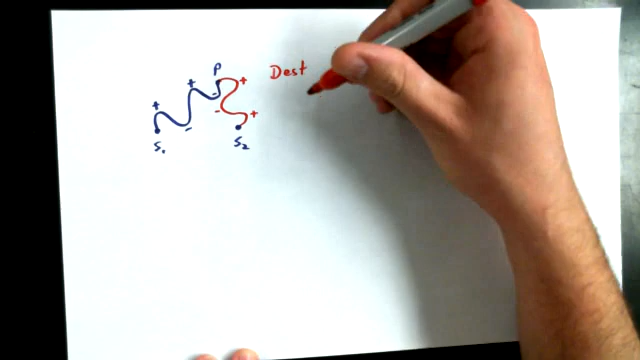 P Dest
+ + +
- -
+ - +
S₁ S₂